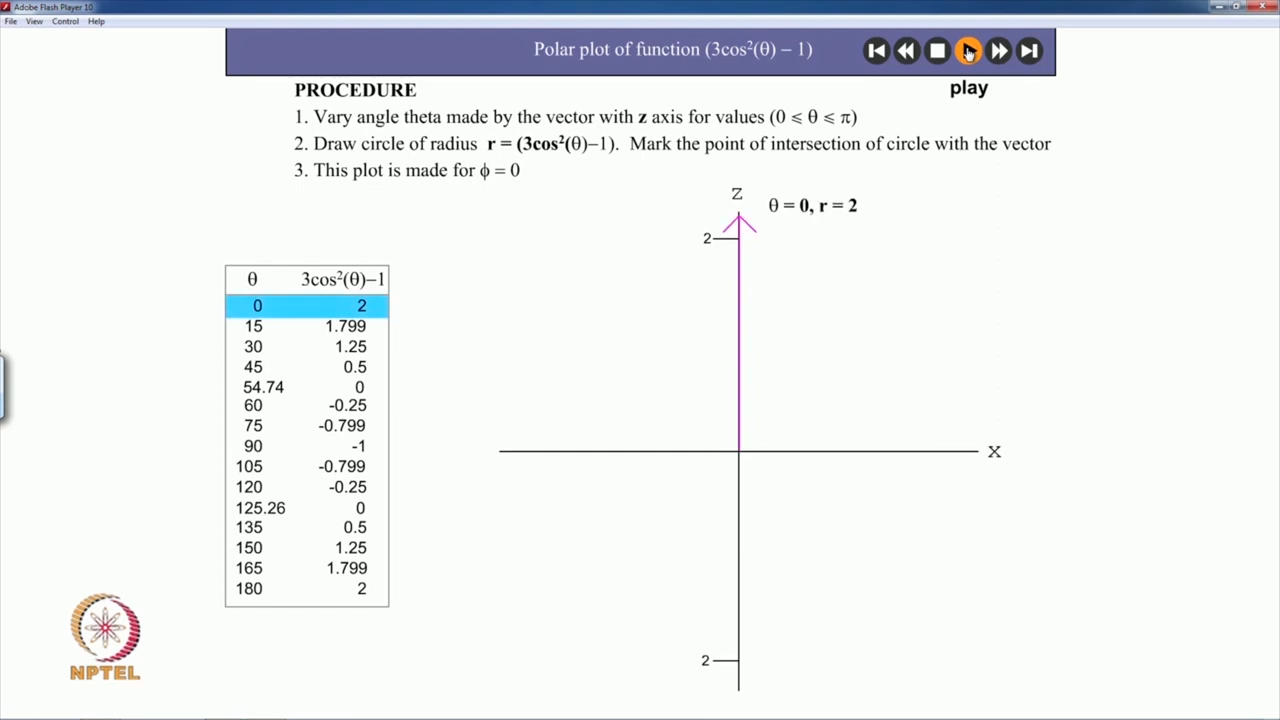 Adobe Flash Player 10
File View Control Help
Polar plot of function (3cos²(θ) – 1)
play
PROCEDURE
1. Vary angle theta made by the vector with z axis for values (0 ⩽ θ ⩽ π)
2. Draw circle of radius r = (3cos²(θ)–1). Mark the point of intersection of circle with the vector
3. This plot is made for ϕ = 0
Z
θ = 0, r = 2
2
θ 3cos²(θ)–1
0 2
15 1.799
30 1.25
45 0.5
54.74 0
60 -0.25
75 -0.799
90 -1
105 -0.799
120 -0.25
125.26 0
135 0.5
150 1.25
165 1.799
180 2
X
2
NPTEL